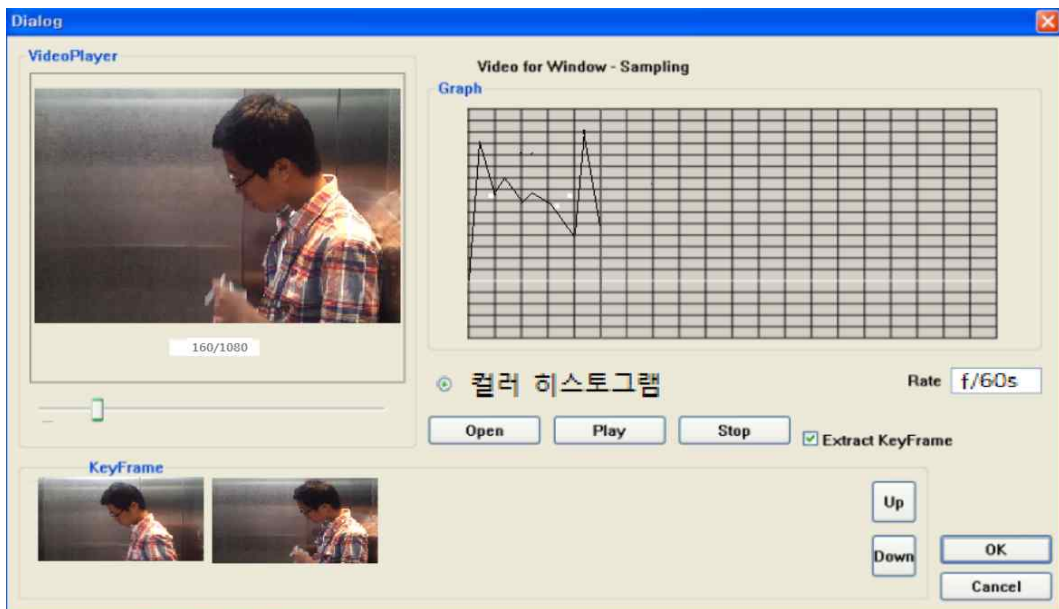 Dialog
VideoPlayer
160/1080
Video for Window - Sampling
Graph
컬러 히스토그램
Rate f/60s
Open Play Stop
Extract KeyFrame
KeyFrame
Up
Down
OK
Cancel